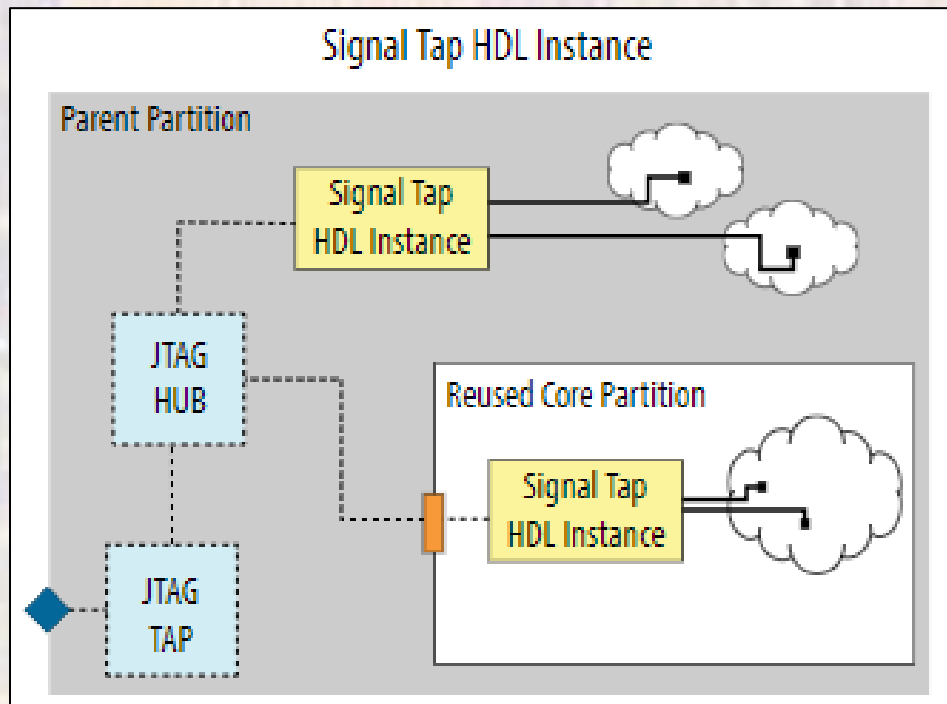 Signal Tap HDL Instance
Parent Partition
Signal Tap
HDL Instance
JTAG
HUB
Reused Core Partition
Signal Tap
HDL Instance
JTAG
TAP